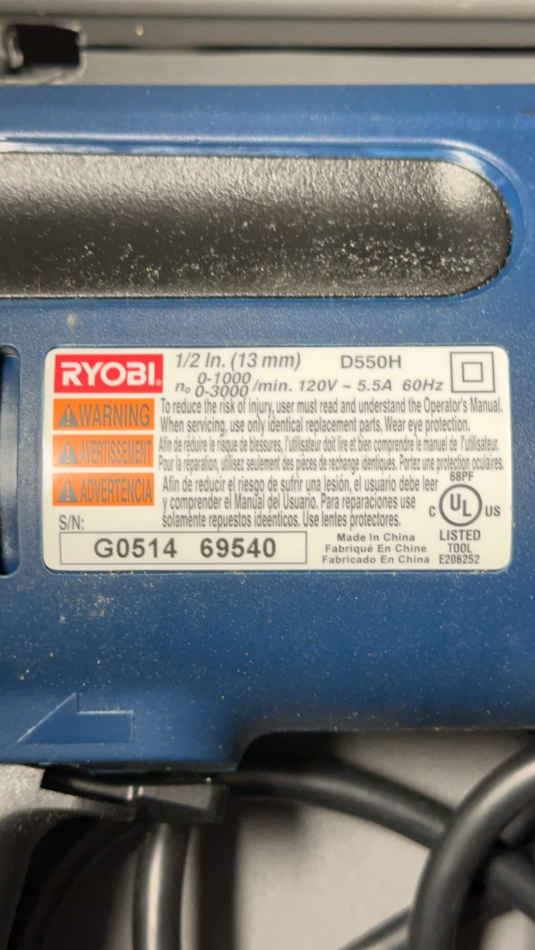 RYOBI.
1/2 In. (13 mm) D550H
n₀ 0-1000 /min. 120V ~ 5.5A 60Hz
0-3000
WARNING
To reduce the risk of injury, user must read and understand the Operator's Manual.
When servicing, use only identical replacement parts. Wear eye protection.
AVERTISSEMENT
Afin de réduire le risque de blessures, l'utilisateur doit lire et bien comprendre le manuel de l'utilisateur.
Pour la réparation, utilisez seulement des pièces de rechange identiques. Portez une protection oculaires.
ADVERTENCIA
Afin de reducir el riesgo de sufrir una lesión, el usuario debe leer
y comprender el Manual del Usuario. Para reparaciones use
solamente repuestos ideenticos. Use lentes protectores.
68PF
C UL US
LISTED
TOOL
E206252
S/N:
G0514 69540
Made In China
Fabriqué En Chine
Fabricado En China